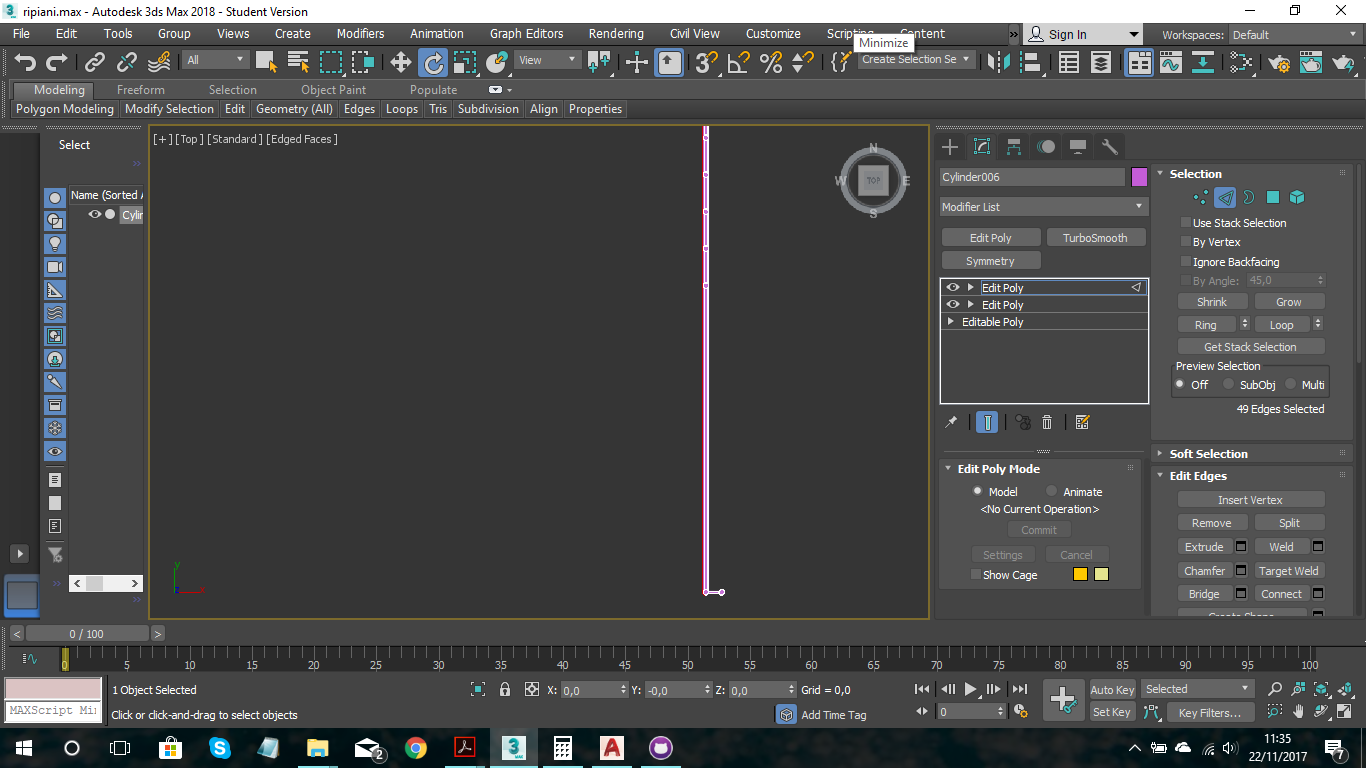 ripiani.max - Autodesk 3ds Max 2018 - Student Version
File Edit Tools Group Views Create Modifiers Animation Graph Editors Rendering Civil View Customize Content Sign In Workspaces: Default
Minimize
All View Create Selection Se
Modeling Freeform Selection Object Paint Populate
Polygon Modeling Modify Selection Edit Geometry (All) Edges Loops Tris Subdivision Align Properties
[+] [Top] [Standard] [Edged Faces]
Select
Name (Sorted A
Cylin
N
W TOP E
S
y
Cylinder006
Modifier List
Edit Poly TurboSmooth
Symmetry
Edit Poly
Edit Poly
Editable Poly
Edit Poly Mode
Model Animate
<No Current Operation>
Commit
Settings Cancel
Show Cage
Selection
Use Stack Selection
By Vertex
Ignore Backfacing
By Angle: 45,0
Shrink Grow
Ring Loop
Get Stack Selection
Preview Selection
Off SubObj Multi
49 Edges Selected
Soft Selection
Edit Edges
Insert Vertex
Remove Split
Extrude Weld
Chamfer Target Weld
Bridge Connect
0 / 100
0 5 10 15 20 25 30 35 40 45 50 55 60 65 70 75 80 85 90 95 100
1 Object Selected X: 0,0 Y: -0,0 Z: 0,0 Grid = 0,0 Auto Key Selected
MAXScript Mi
Click or click-and-drag to select objects Add Time Tag 0 Set Key Key Filters...
2
3
MAX
A
11:35
22/11/2017
7